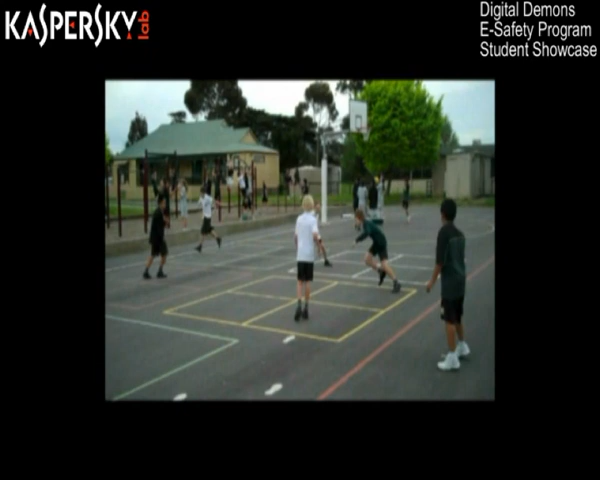 KASPERSKY lab
Digital Demons
E-Safety Program
Student Showcase